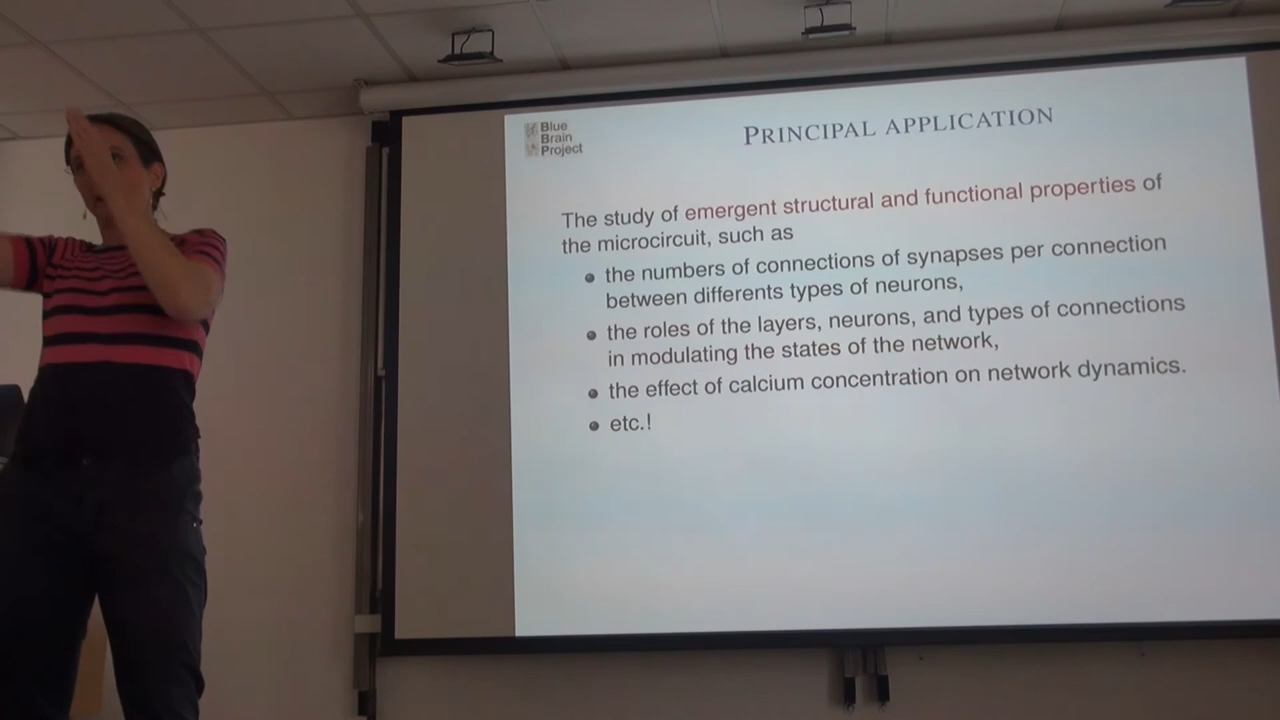 Blue
Brain
Project
PRINCIPAL APPLICATION
The study of emergent structural and functional properties of
the microcircuit, such as
the numbers of connections of synapses per connection
between differents types of neurons,
the roles of the layers, neurons, and types of connections
in modulating the states of the network,
the effect of calcium concentration on network dynamics.
etc.!